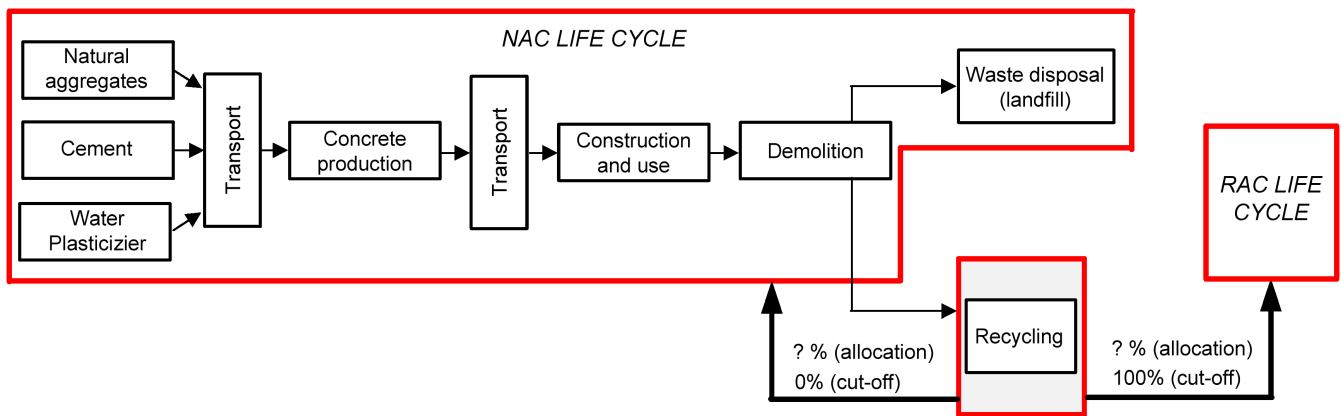 NAC LIFE CYCLE
Natural
aggregates
Cement
Water
Plasticizier
Transport
Concrete
production
Transport
Construction
and use
Demolition
Waste disposal
(landfill)
RAC LIFE
CYCLE
Recycling
? % (allocation)
0% (cut-off)
? % (allocation)
100% (cut-off)